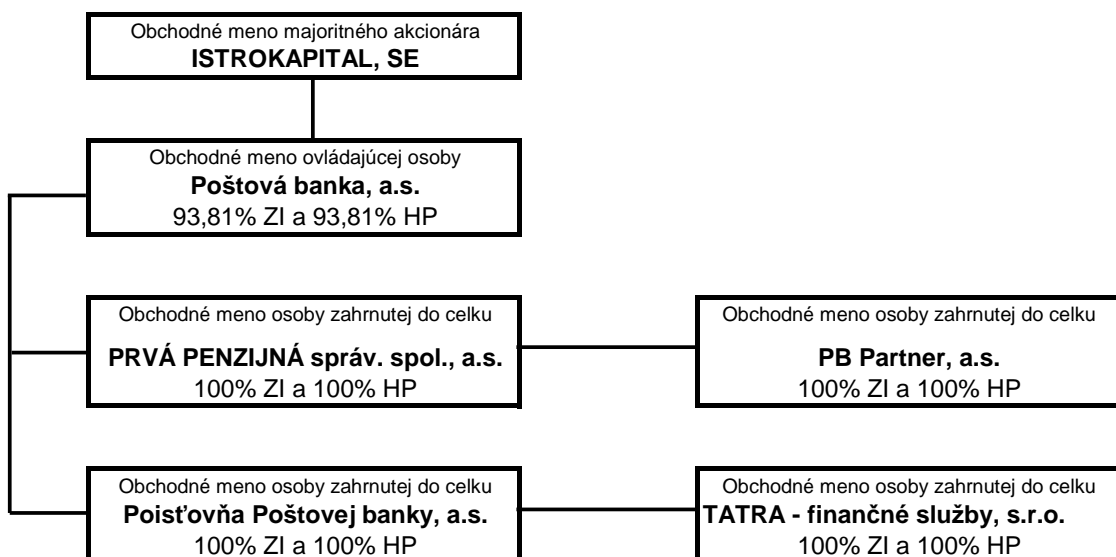 Obchodné meno majoritného akcionára
ISTROKAPITAL, SE
Obchodné meno ovládajúcej osoby
Poštová banka, a.s.
93,81% ZI a 93,81% HP
Obchodné meno osoby zahrnutej do celku
PRVÁ PENZIJNÁ správ. spol., a.s.
100% ZI a 100% HP
Obchodné meno osoby zahrnutej do celku
PB Partner, a.s.
100% ZI a 100% HP
Obchodné meno osoby zahrnutej do celku
Poisťovňa Poštovej banky, a.s.
100% ZI a 100% HP
Obchodné meno osoby zahrnutej do celku
TATRA - finančné služby, s.r.o.
100% ZI a 100% HP